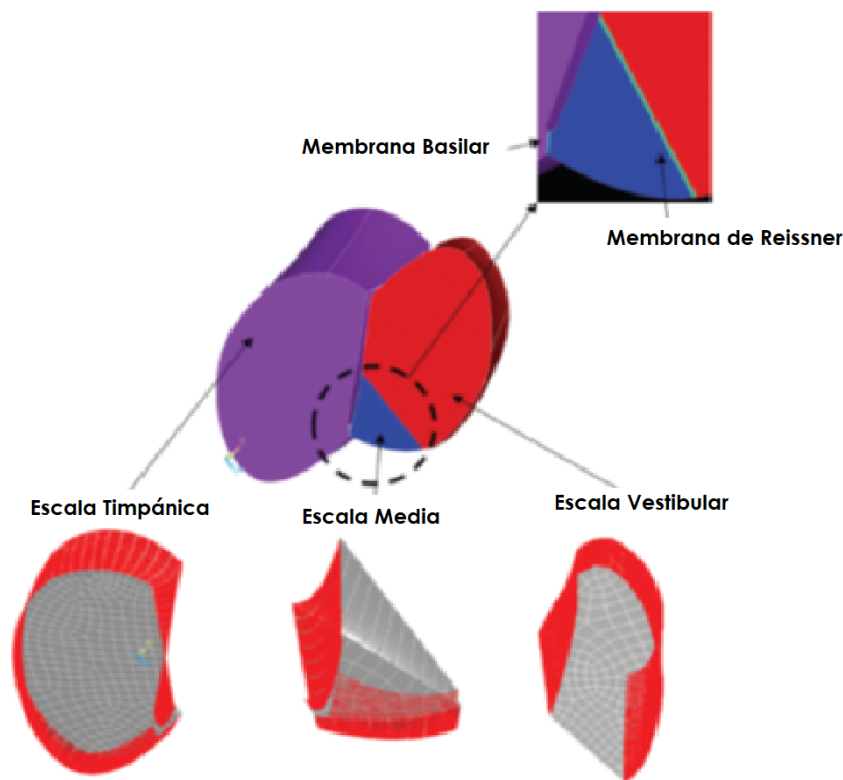 Membrana Basilar
Membrana de Reissner
Escala Timpánica
Escala Media
Escala Vestibular